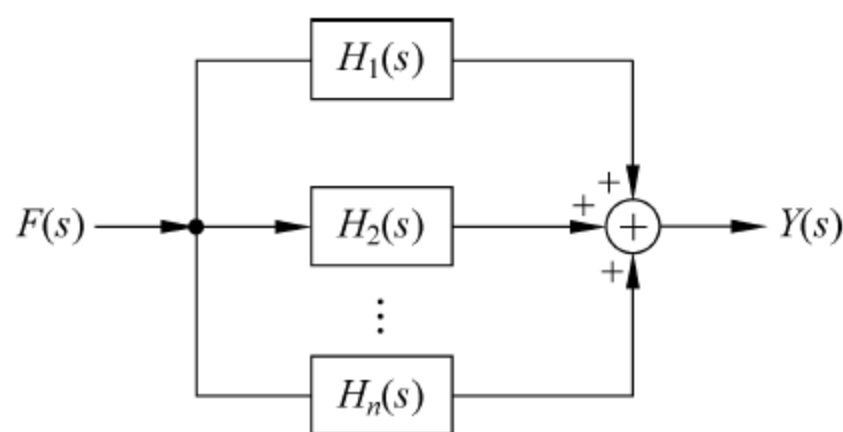 H₁(s)
+
F(s) H₂(s) + + Y(s)
+
⋮
Hₙ(s)